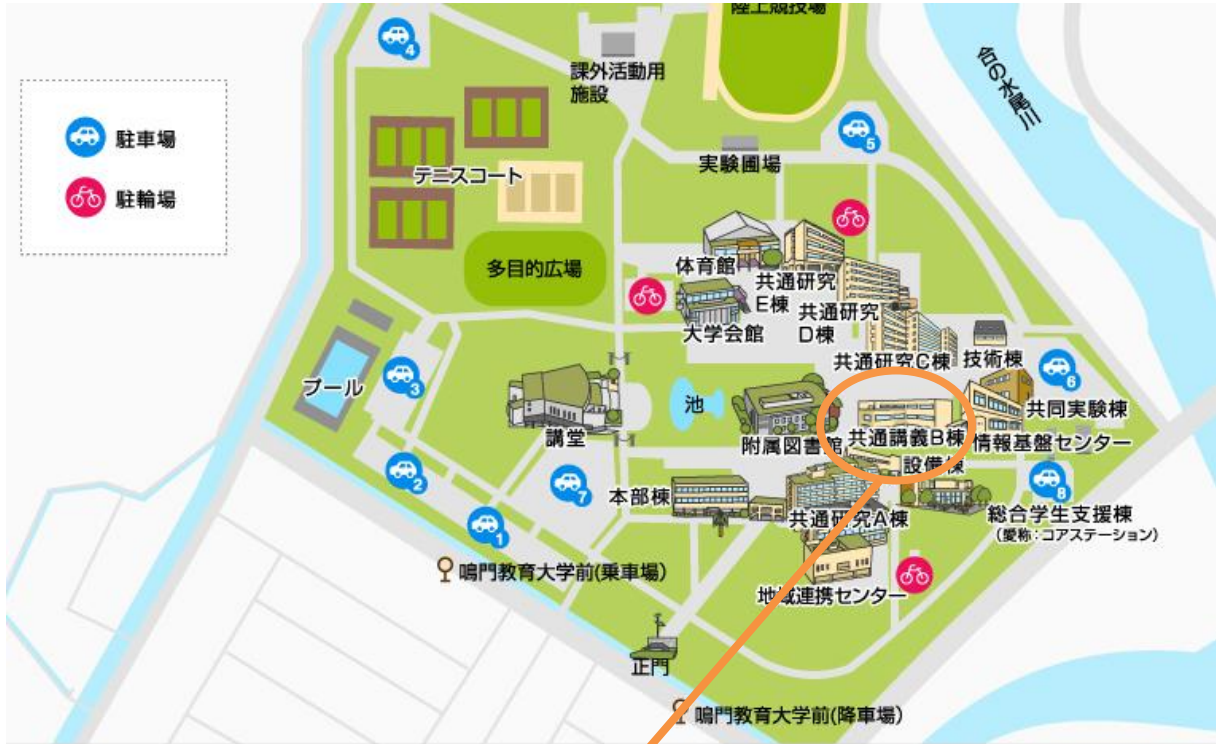 陸上競技場
4
課外活動用
施設
合の水尾川
駐車場
駐輪場
5
実験圃場
テニスコート
体育館
共通研究
E棟
多目的広場
大学会館
共通研究
D棟
共通研究C棟
技術棟
プール
3
6
池
共同実験棟
講堂
附属図書館
共通講義B棟
情報基盤センター
設備棟
2
7
8
本部棟
1
共通研究A棟
総合学生支援棟
(愛称:コアステーション)
鳴門教育大学前(乗車場)
地域連携センター
正門
鳴門教育大学前(降車場)